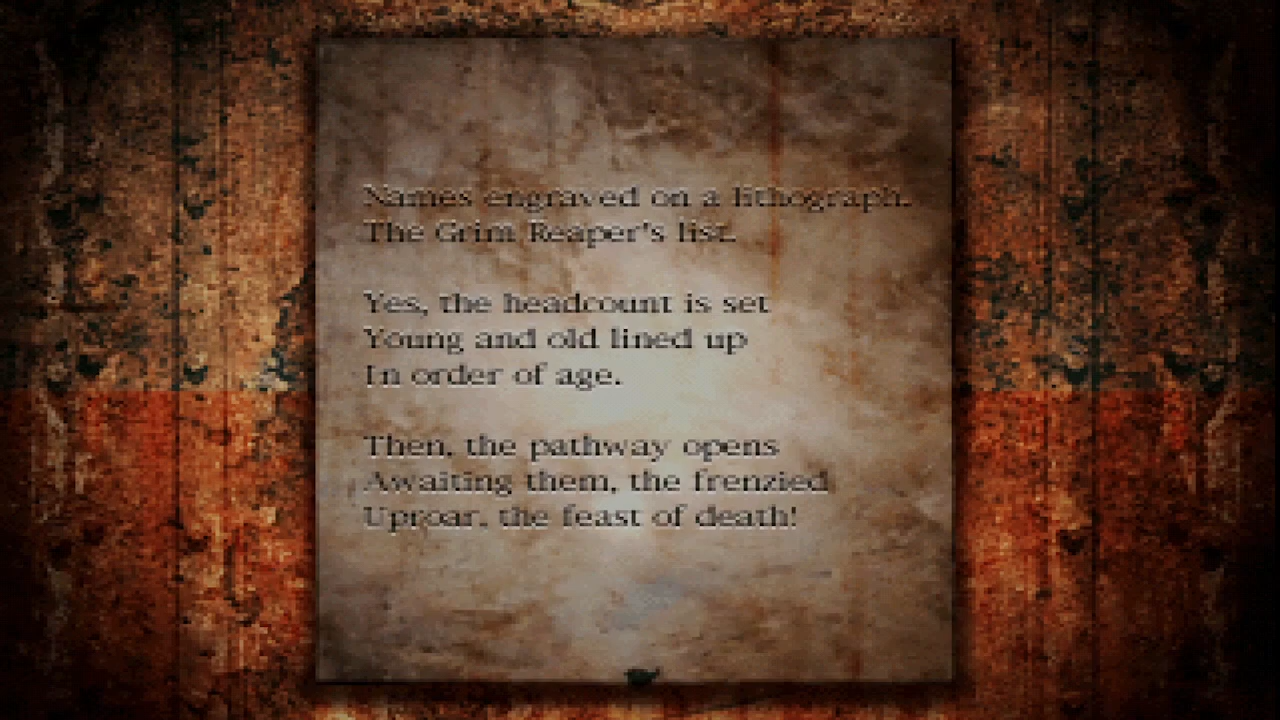 Names engraved on a lithograph.
The Grim Reaper's list.
Yes, the headcount is set
Young and old lined up
In order of age.
Then, the pathway opens
Awaiting them, the frenzied
Uproar, the feast of death!